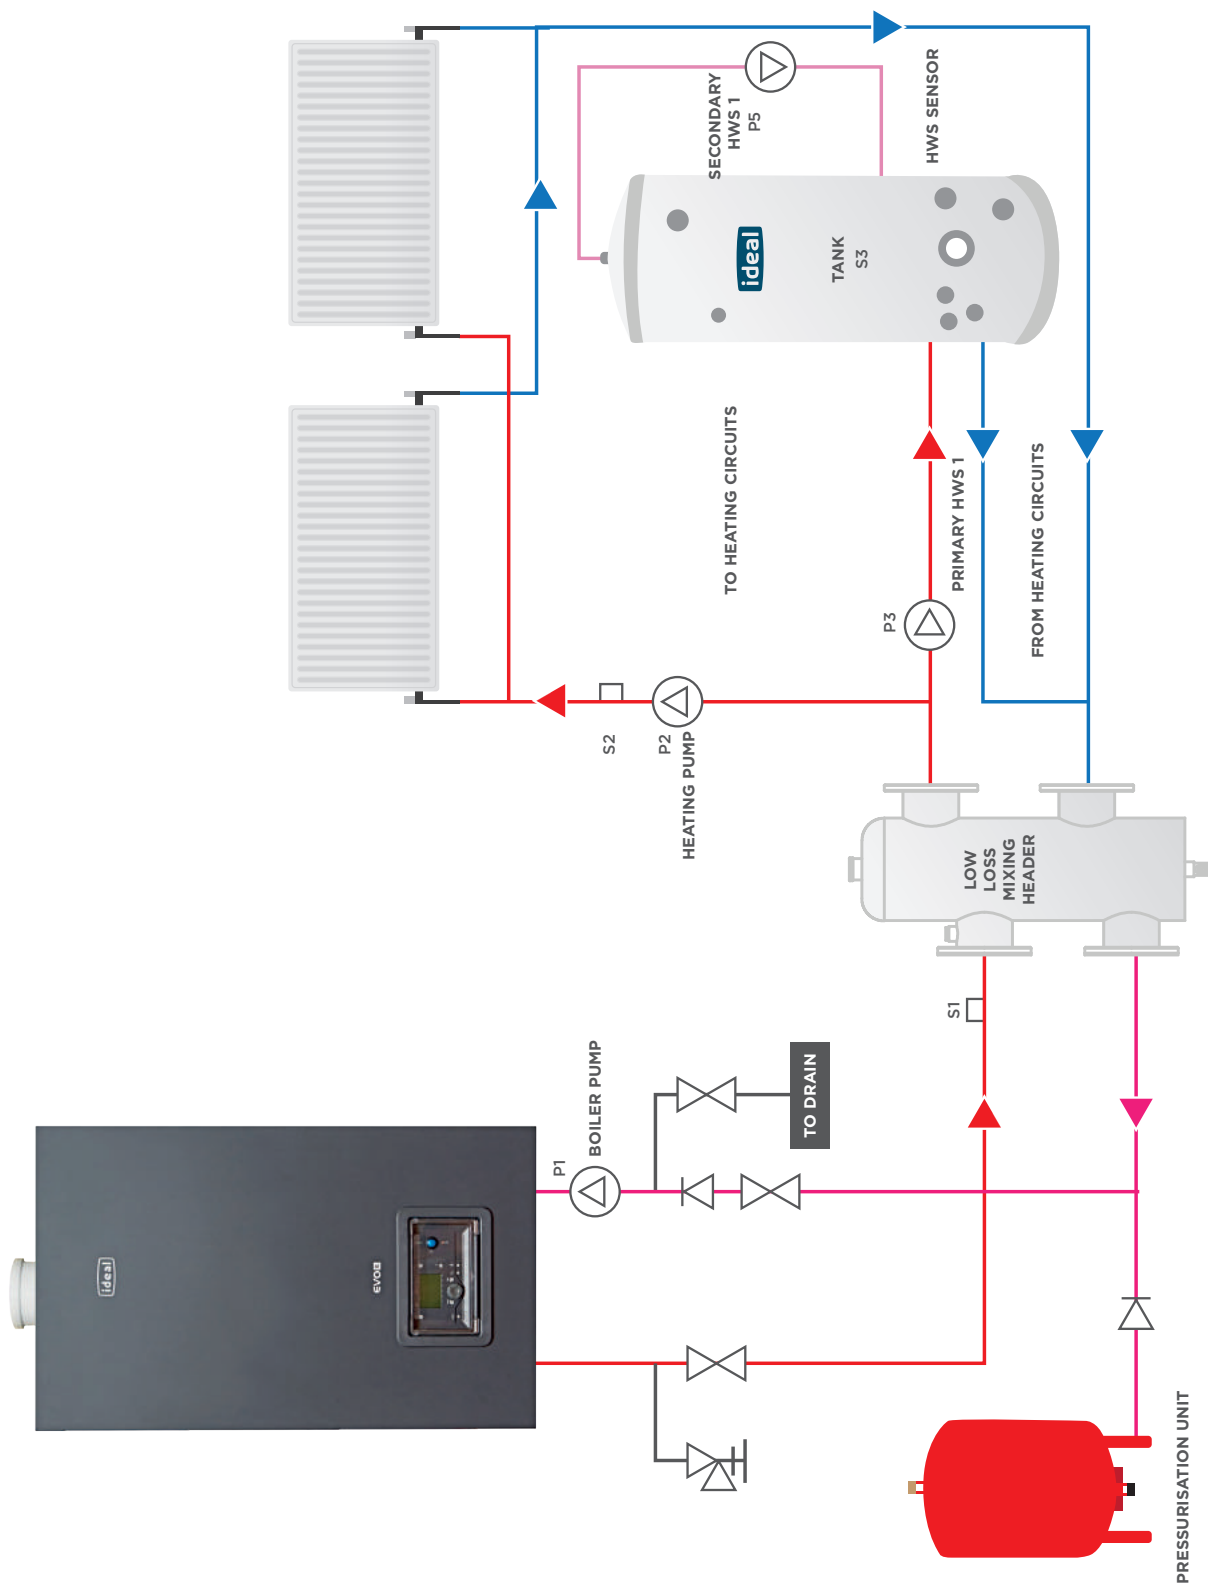 ideal
P1
BOILER PUMP
S2
P2
HEATING PUMP
SECONDARY
HWS 1
P5
TO HEATING CIRCUITS
ideal
TO DRAIN
TANK
S3
P3
HWS SENSOR
S1
PRIMARY HWS 1
LOW
LOSS
MIXING
HEADER
FROM HEATING CIRCUITS
PRESSURISATION UNIT